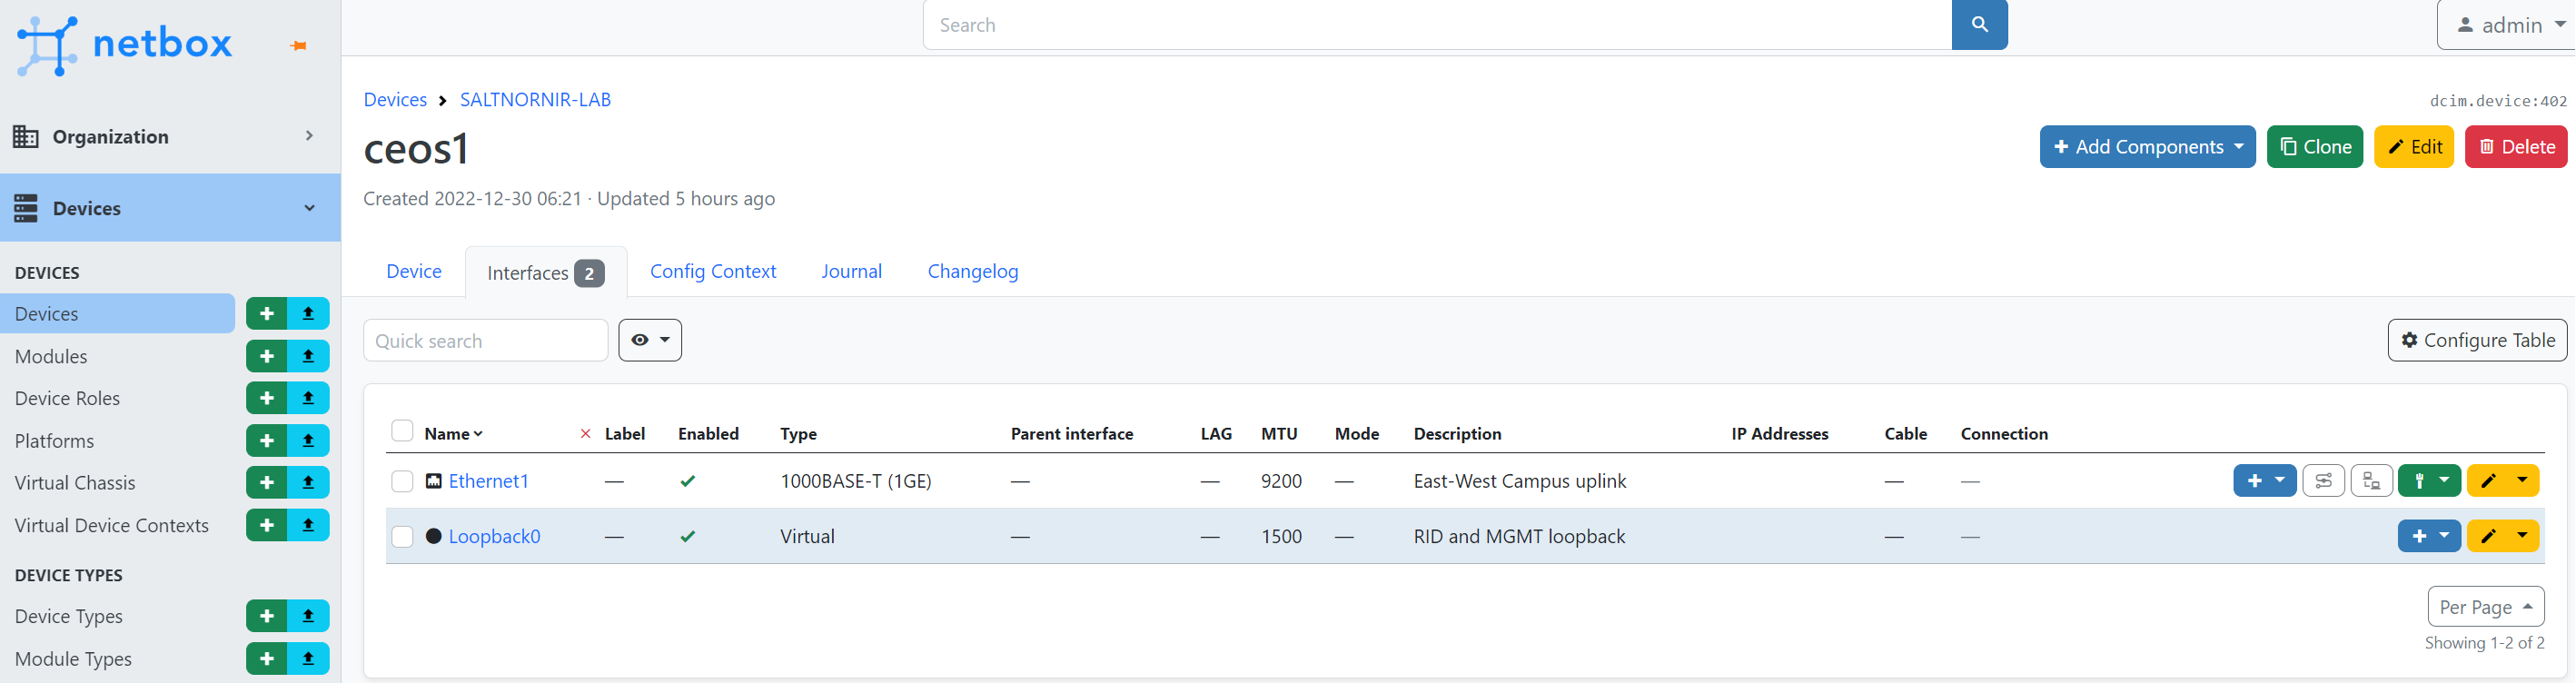 netbox
Search
admin
Organization
Devices
DEVICES
Devices
Modules
Device Roles
Platforms
Virtual Chassis
Virtual Device Contexts
DEVICE TYPES
Device Types
Module Types
Devices SALTNORNIR-LAB
dcim.device:402
ceos1
Add Components Clone Edit Delete
Created 2022-12-30 06:21 · Updated 5 hours ago
Device Interfaces 2 Config Context Journal Changelog
Quick search
Configure Table
Name Label Enabled Type Parent interface LAG MTU Mode Description IP Addresses Cable Connection
Ethernet1 — 1000BASE-T (1GE) — — 9200 — East-West Campus uplink — —
Loopback0 — Virtual — — 1500 — RID and MGMT loopback — —
Per Page
Showing 1-2 of 2